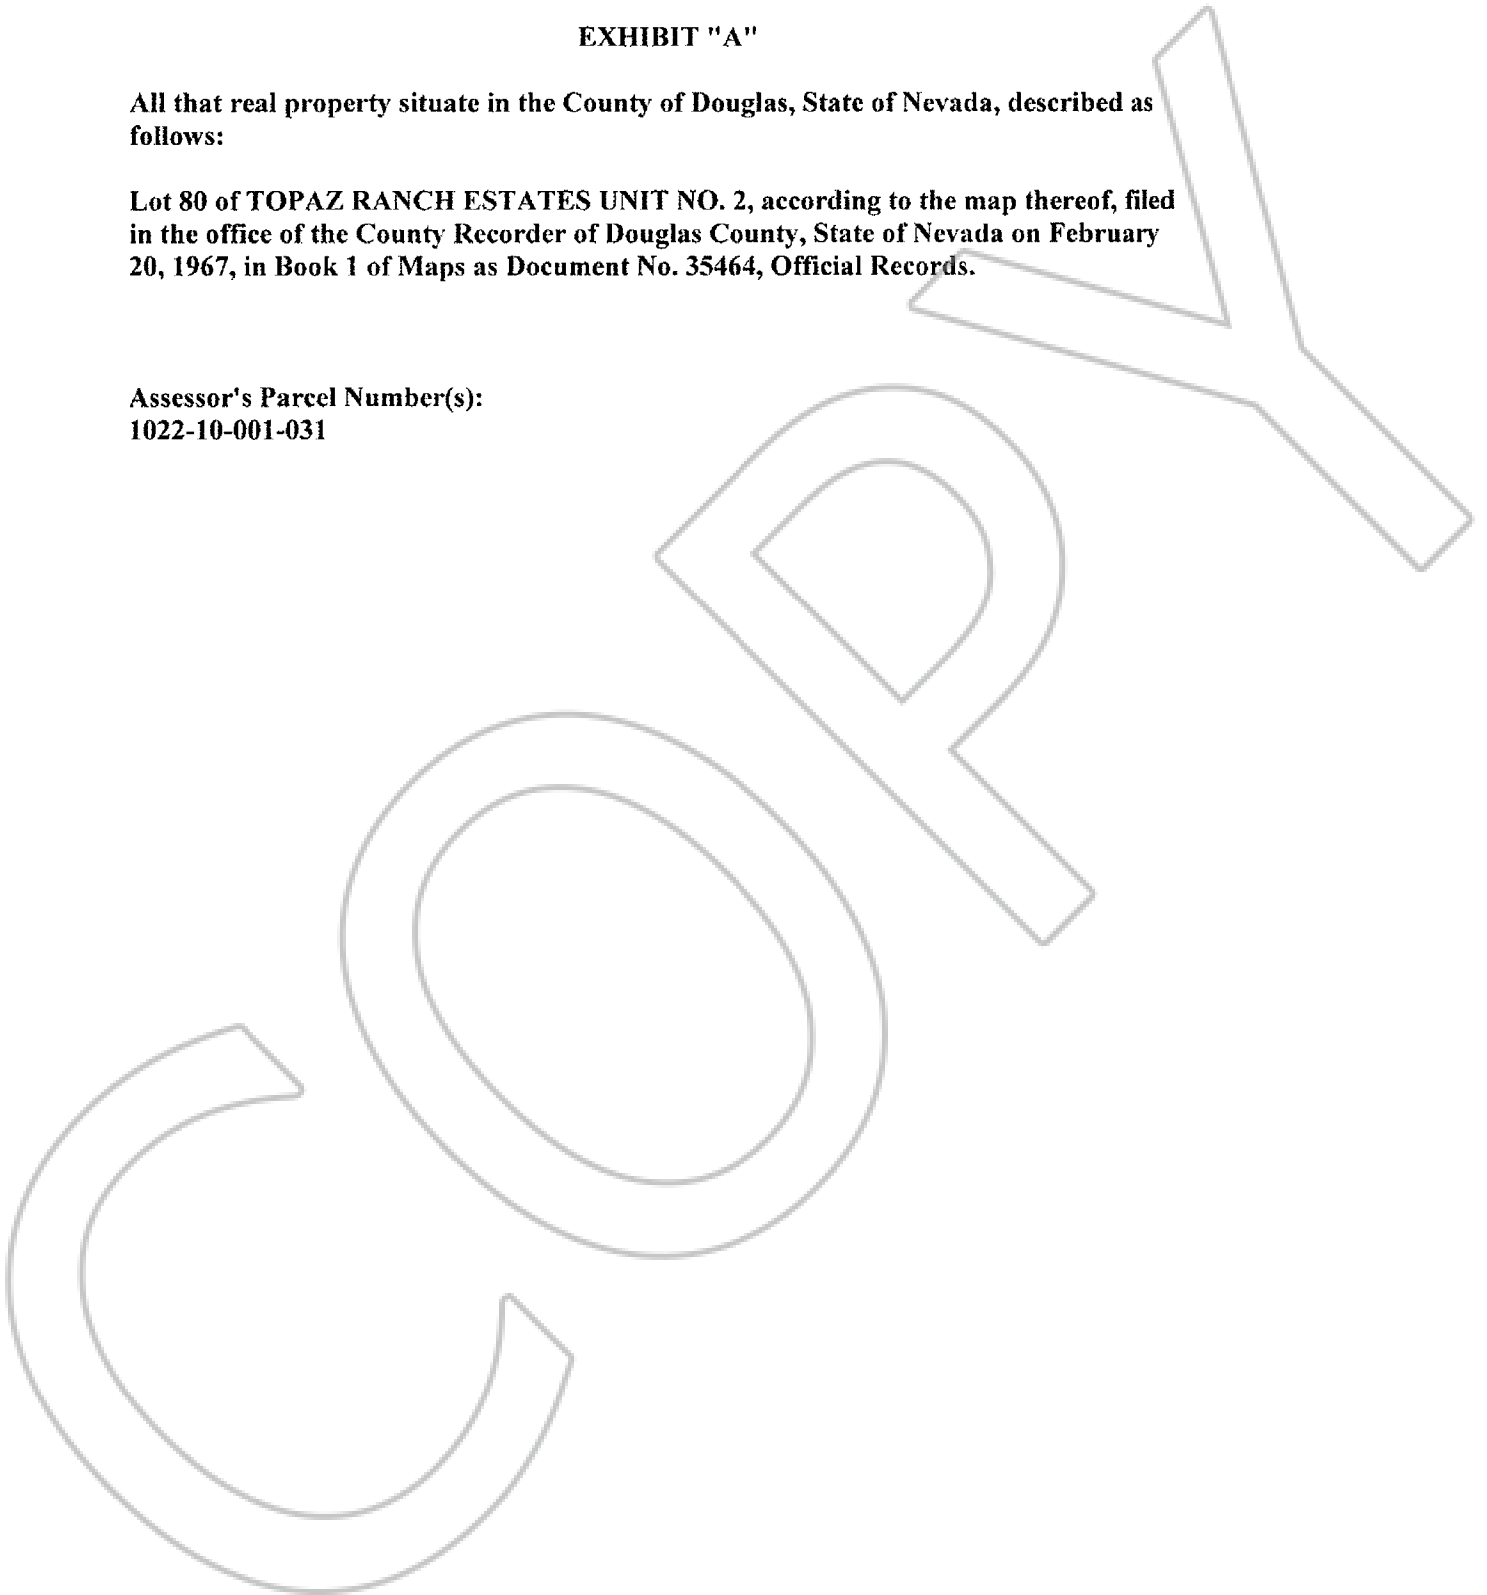 EXHIBIT "A"
All that real property situate in the County of Douglas, State of Nevada, described as
follows:
Lot 80 of TOPAZ RANCH ESTATES UNIT NO. 2, according to the map thereof, filed
in the office of the County Recorder of Douglas County, State of Nevada on February
20, 1967, in Book 1 of Maps as Document No. 35464, Official Records.
Assessor's Parcel Number(s):
1022-10-001-031
COPY